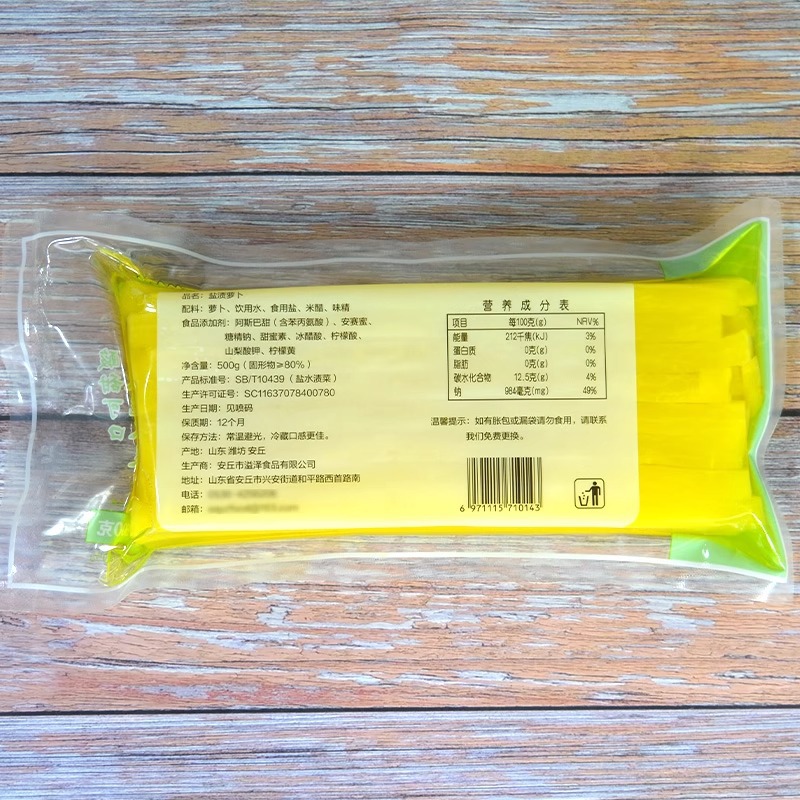 品名：盐渍萝卜
配料：萝卜、饮用水、食用盐、米醋、味精
食品添加剂：阿斯巴甜（含苯丙氨酸）、安赛蜜、
糖精钠、甜蜜素、冰醋酸、柠檬酸、
山梨酸钾、柠檬黄
净含量：500g（固形物≥80%）
产品标准号：SB/T10439（盐水渍菜）
生产许可证号：SC11637078400780
生产日期：见喷码
保质期：12个月
保存方法：常温避光，冷藏口感更佳。
产地：山东 潍坊 安丘
生产商：安丘市溢泽食品有限公司
地址：山东省安丘市兴安街道和平路西首路南
电话：
邮箱：
营养成分表
项目 每100克(g) NRV%
能量 212千焦(kJ) 3%
蛋白质 0克(g) 0%
脂肪 0克(g) 0%
碳水化合物 12.5克(g) 4%
钠 984毫克(mg) 49%
温馨提示：如有胀包或漏袋请勿食用，请联系
我们免费更换。
6 971115 710143